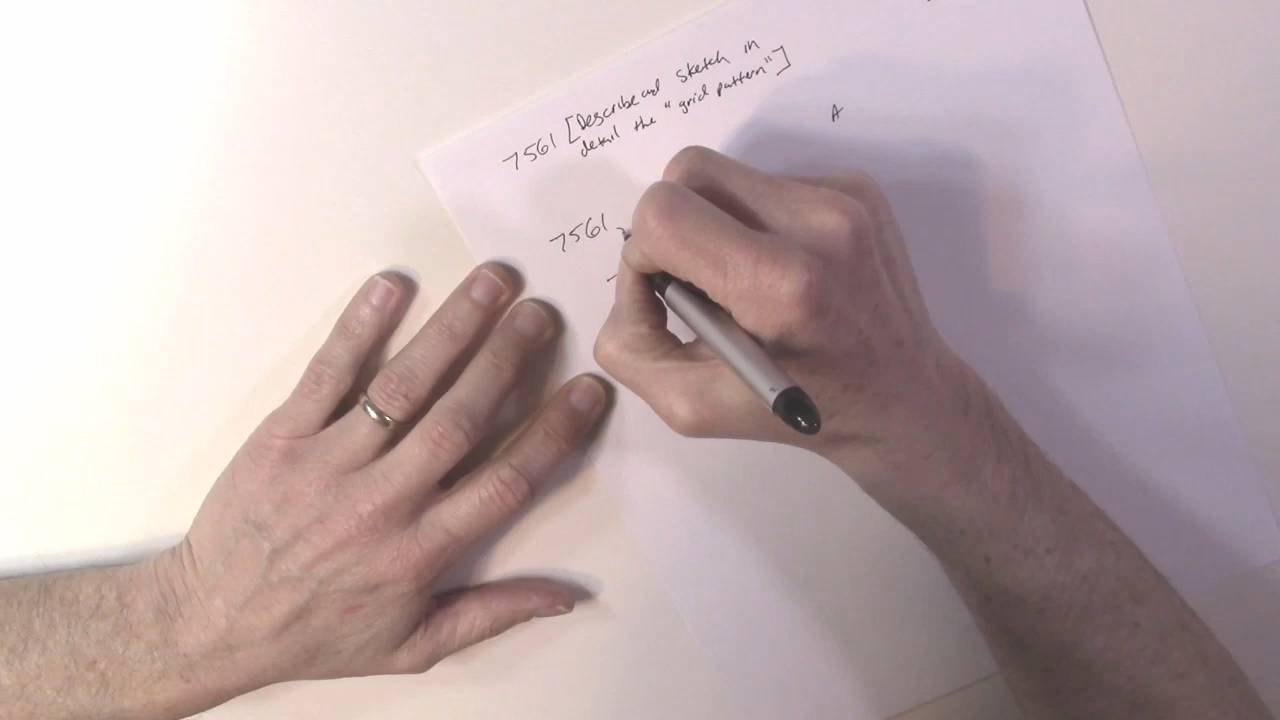 7561 [Describe and sketch in
detail the "grid pattern"]
A
7561